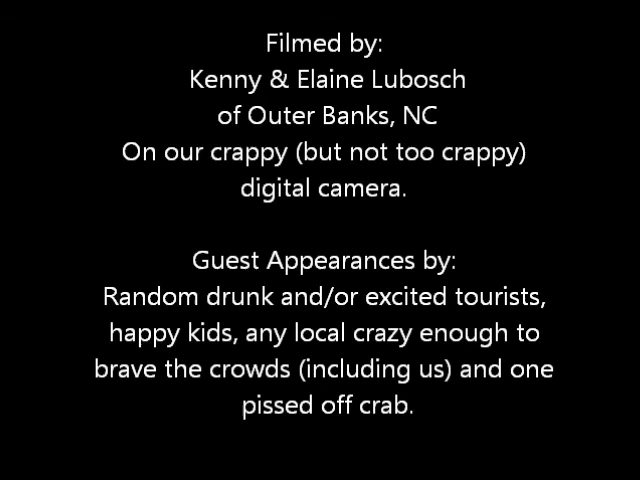 Filmed by:
Kenny & Elaine Lubosch
of Outer Banks, NC
On our crappy (but not too crappy)
digital camera.
Guest Appearances by:
Random drunk and/or excited tourists,
happy kids, any local crazy enough to
brave the crowds (including us) and one
pissed off crab.